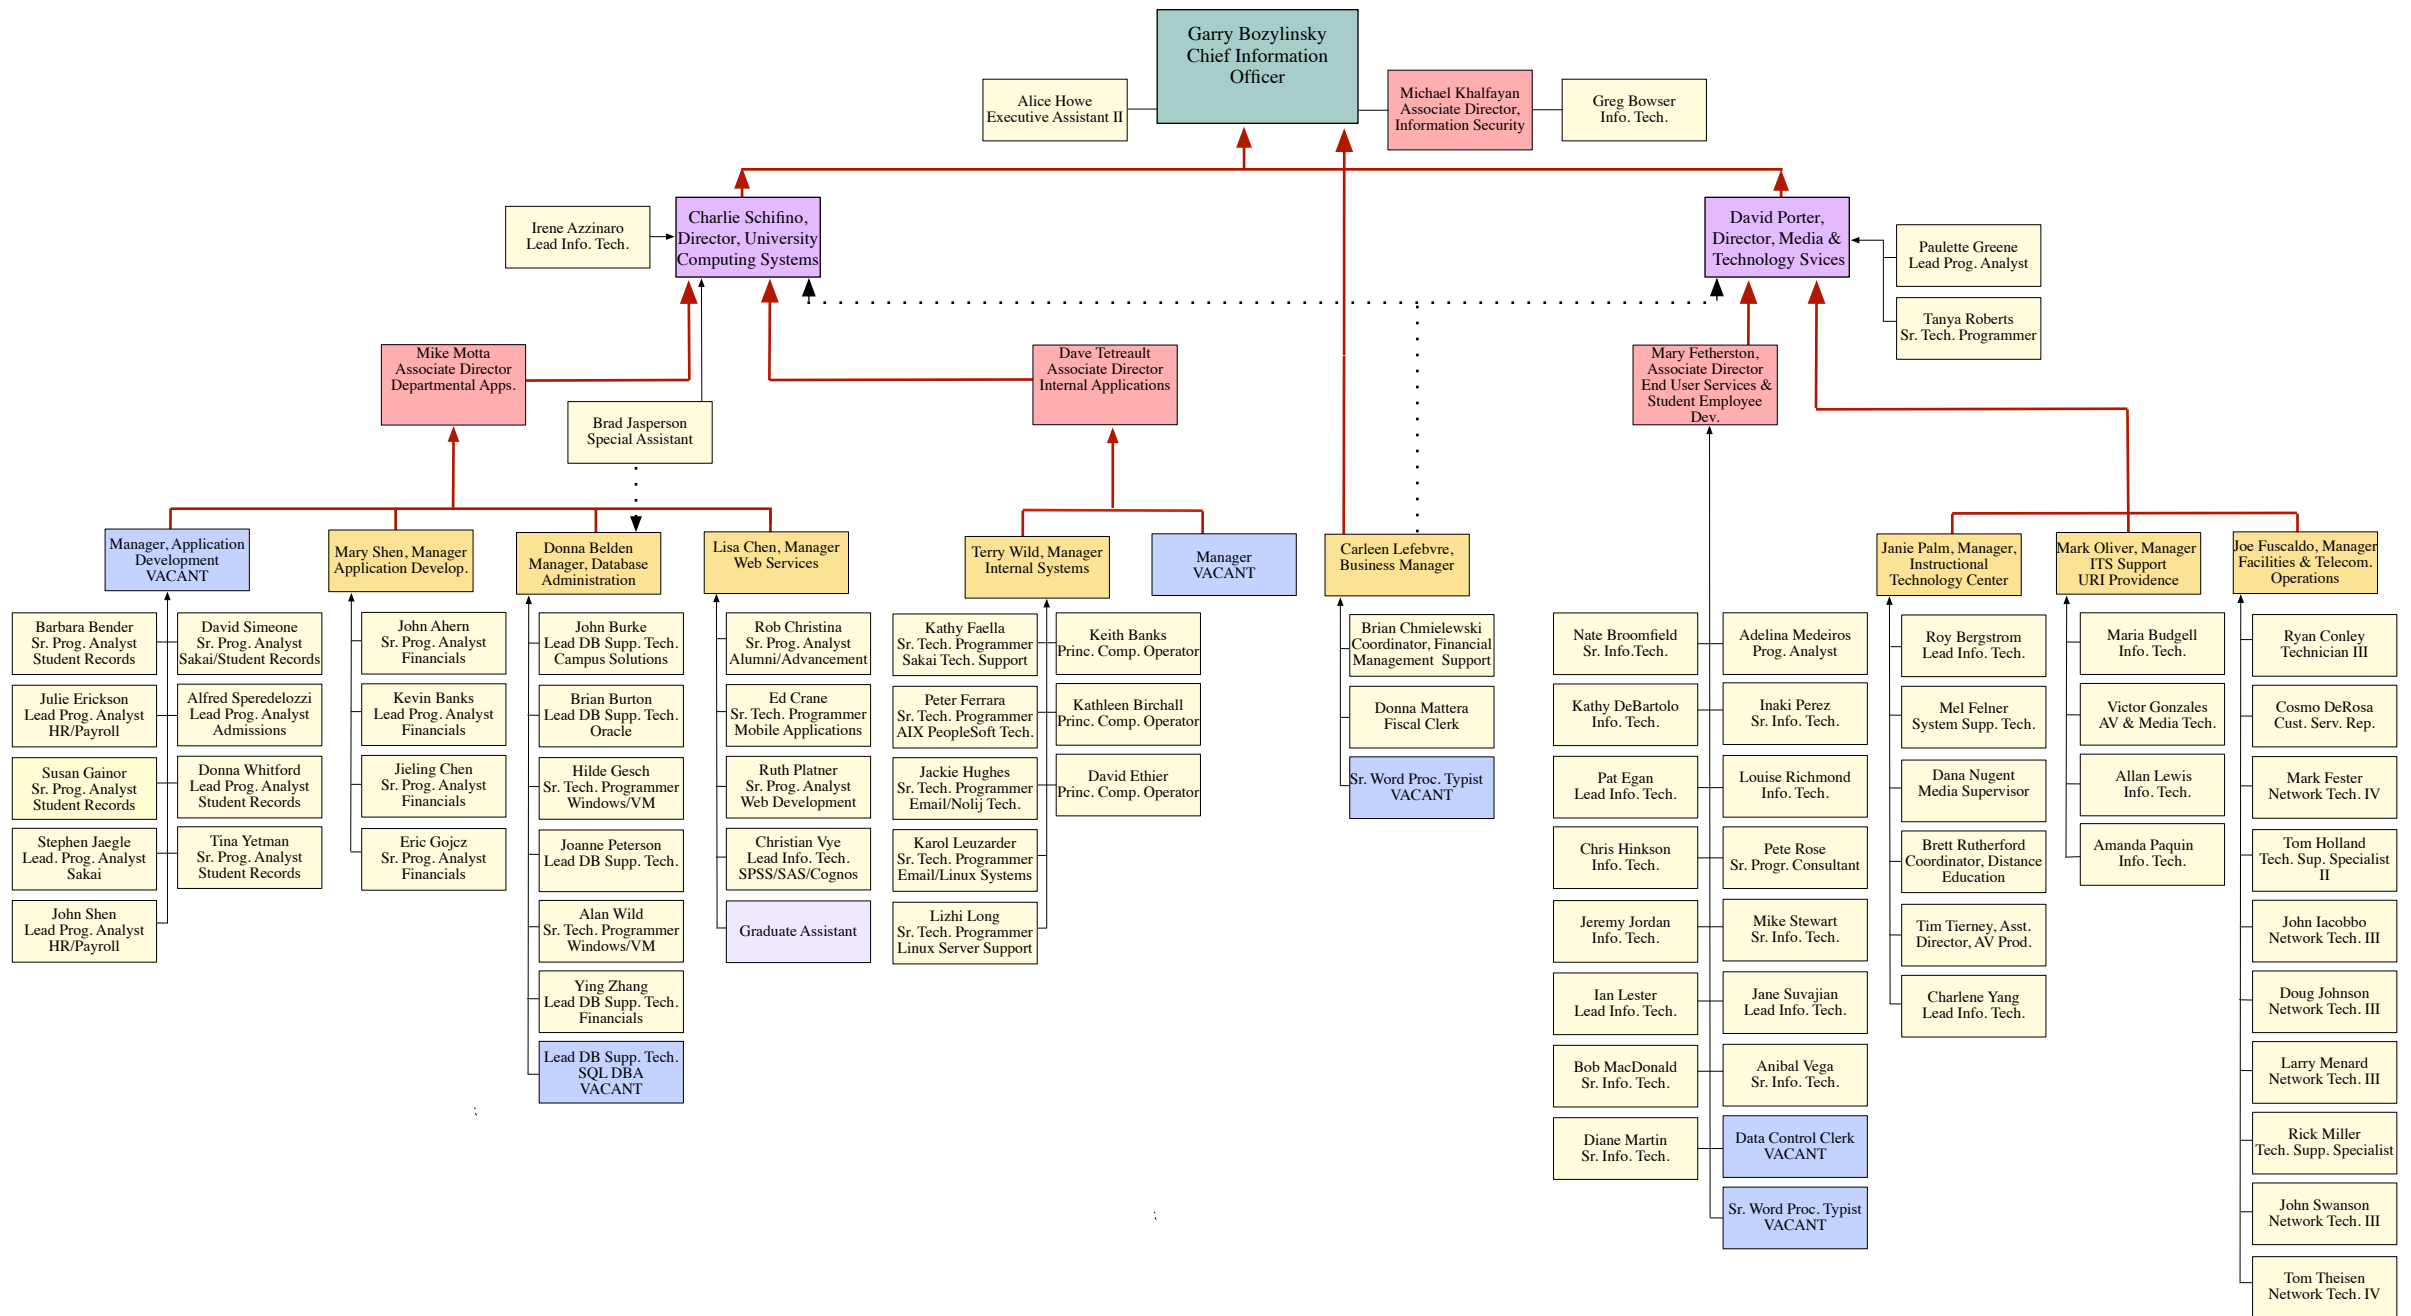 Garry Bozylinsky
Chief Information
Officer
Alice Howe
Executive Assistant II
Michael Khalfayan
Associate Director,
Information Security
Greg Bowser
Info. Tech.
Irene Azzinaro
Lead Info. Tech.
Charlie Schifino,
Director, University
Computing Systems
David Porter,
Director, Media &
Technology Svices
Paulette Greene
Lead Prog. Analyst
Tanya Roberts
Sr. Tech. Programmer
Mike Motta
Associate Director
Departmental Apps.
Brad Jasperson
Special Assistant
Dave Tetreault
Associate Director
Internal Applications
Mary Fetherston,
Associate Director
End User Services &
Student Employee
Dev.
Manager, Application
Development
VACANT
Mary Shen, Manager
Application Develop.
Donna Belden
Manager, Database
Administration
Lisa Chen, Manager
Web Services
Terry Wild, Manager
Internal Systems
Manager
VACANT
Carleen Lefebvre,
Business Manager
Janie Palm, Manager,
Instructional
Technology Center
Mark Oliver, Manager
ITS Support
URI Providence
Joe Fuscaldo, Manager
Facilities & Telecom.
Operations
Barbara Bender
Sr. Prog. Analyst
Student Records
Julie Erickson
Lead Prog. Analyst
HR/Payroll
Susan Gainor
Sr. Prog. Analyst
Student Records
Stephen Jaegle
Lead. Prog. Analyst
Sakai
John Shen
Lead Prog. Analyst
HR/Payroll
David Simeone
Sr. Prog. Analyst
Sakai/Student Records
Alfred Speredelozzi
Lead Prog. Analyst
Admissions
Donna Whitford
Lead Prog. Analyst
Student Records
Tina Yetman
Sr. Prog. Analyst
Student Records
John Ahern
Sr. Prog. Analyst
Financials
Kevin Banks
Lead Prog. Analyst
Financials
Jieling Chen
Sr. Prog. Analyst
Financials
Eric Gojcz
Sr. Prog. Analyst
Financials
John Burke
Lead DB Supp. Tech.
Campus Solutions
Brian Burton
Lead DB Supp. Tech.
Oracle
Hilde Gesch
Sr. Tech. Programmer
Windows/VM
Joanne Peterson
Lead DB Supp. Tech.
Alan Wild
Sr. Tech. Programmer
Windows/VM
Ying Zhang
Lead DB Supp. Tech.
Financials
Lead DB Supp. Tech.
SQL DBA
VACANT
Rob Christina
Sr. Prog. Analyst
Alumni/Advancement
Ed Crane
Sr. Tech. Programmer
Mobile Applications
Ruth Platner
Sr. Prog. Analyst
Web Development
Christian Vye
Lead Info. Tech.
SPSS/SAS/Cognos
Graduate Assistant
Kathy Faella
Sr. Tech. Programmer
Sakai Tech. Support
Peter Ferrara
Sr. Tech. Programmer
AIX PeopleSoft Tech.
Jackie Hughes
Sr. Tech. Programmer
Email/Nolij Tech.
Karol Leuzarder
Sr. Tech. Programmer
Email/Linux Systems
Lizhi Long
Sr. Tech. Programmer
Linux Server Support
Keith Banks
Princ. Comp. Operator
Kathleen Birchall
Princ. Comp. Operator
David Ethier
Princ. Comp. Operator
Brian Chmielewski
Coordinator, Financial
Management Support
Donna Mattera
Fiscal Clerk
Sr. Word Proc. Typist
VACANT
Nate Broomfield
Sr. Info.Tech.
Kathy DeBartolo
Info. Tech.
Pat Egan
Lead Info. Tech.
Chris Hinkson
Info. Tech.
Jeremy Jordan
Info. Tech.
Ian Lester
Lead Info. Tech.
Bob MacDonald
Sr. Info. Tech.
Diane Martin
Sr. Info. Tech.
Adelina Medeiros
Prog. Analyst
Inaki Perez
Sr. Info. Tech.
Louise Richmond
Info. Tech.
Pete Rose
Sr. Progr. Consultant
Mike Stewart
Sr. Info. Tech.
Jane Suvajian
Lead Info. Tech.
Anibal Vega
Sr. Info. Tech.
Data Control Clerk
VACANT
Sr. Word Proc. Typist
VACANT
Roy Bergstrom
Lead Info. Tech.
Mel Felner
System Supp. Tech.
Dana Nugent
Media Supervisor
Brett Rutherford
Coordinator, Distance
Education
Tim Tierney, Asst.
Director, AV Prod.
Charlene Yang
Lead Info. Tech.
Maria Budgell
Info. Tech.
Victor Gonzales
AV & Media Tech.
Allan Lewis
Info. Tech.
Amanda Paquin
Info. Tech.
Ryan Conley
Technician III
Cosmo DeRosa
Cust. Serv. Rep.
Mark Fester
Network Tech. IV
Tom Holland
Tech. Sup. Specialist
II
John Iacobbo
Network Tech. III
Doug Johnson
Network Tech. III
Larry Menard
Network Tech. III
Rick Miller
Tech. Supp. Specialist
John Swanson
Network Tech. III
Tom Theisen
Network Tech. IV